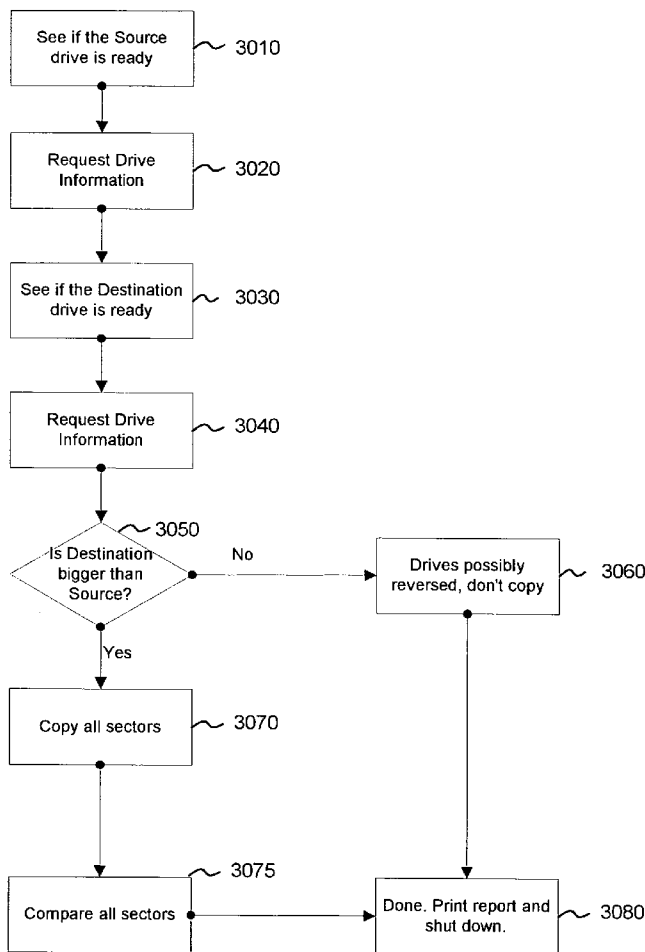 See if the Source
drive is ready
3010
Request Drive
Information
3020
See if the Destination
drive is ready
3030
Request Drive
Information
3040
3050
Is Destination
bigger than
Source?
No
Drives possibly
reversed, don't copy
3060
Yes
Copy all sectors
3070
3075
Compare all sectors
Done. Print report and
shut down.
3080